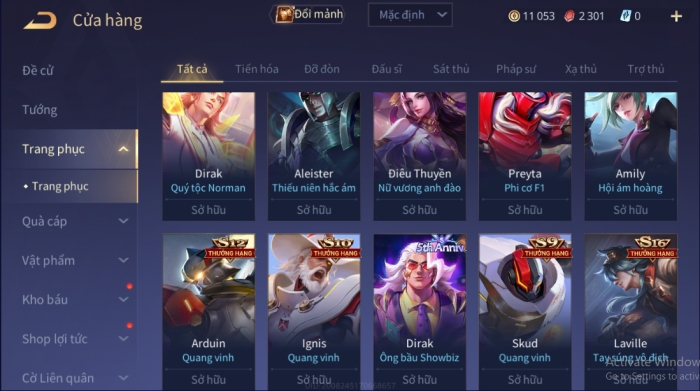 Cửa hàng
Đổi mảnh
Mặc định
11 053
2 301
0
Đề cử
Tướng
Trang phục
Trang phục
Quà cáp
Vật phẩm
Kho báu
Shop lợi tức
Cờ Liên quân
Tất cả
Tiến hóa
Đỡ đòn
Đấu sĩ
Sát thủ
Pháp sư
Xạ thủ
Trợ thủ
Dirak
Quý tộc Norman
Sở hữu
Aleister
Thiếu niên hắc ám
Sở hữu
Điêu Thuyền
Nữ vương anh đào
Sở hữu
Preyta
Phi cơ F1
Sở hữu
Amily
Hội ám hoàng
Sở hữu
S12
THƯỞNG HẠNG
Arduin
Quang vinh
Sở hữu
S10
THƯỞNG HẠNG
Ignis
Quang vinh
Sở hữu
5th Anniv
Dirak
Ông bầu Showbiz
Sở hữu
S9
THƯỞNG HẠNG
Skud
Quang vinh
Sở hữu
S16
THƯỞNG HẠNG
Laville
Tay súng vô địch
Sở hữu
Activate Window
Go to Settings to activ